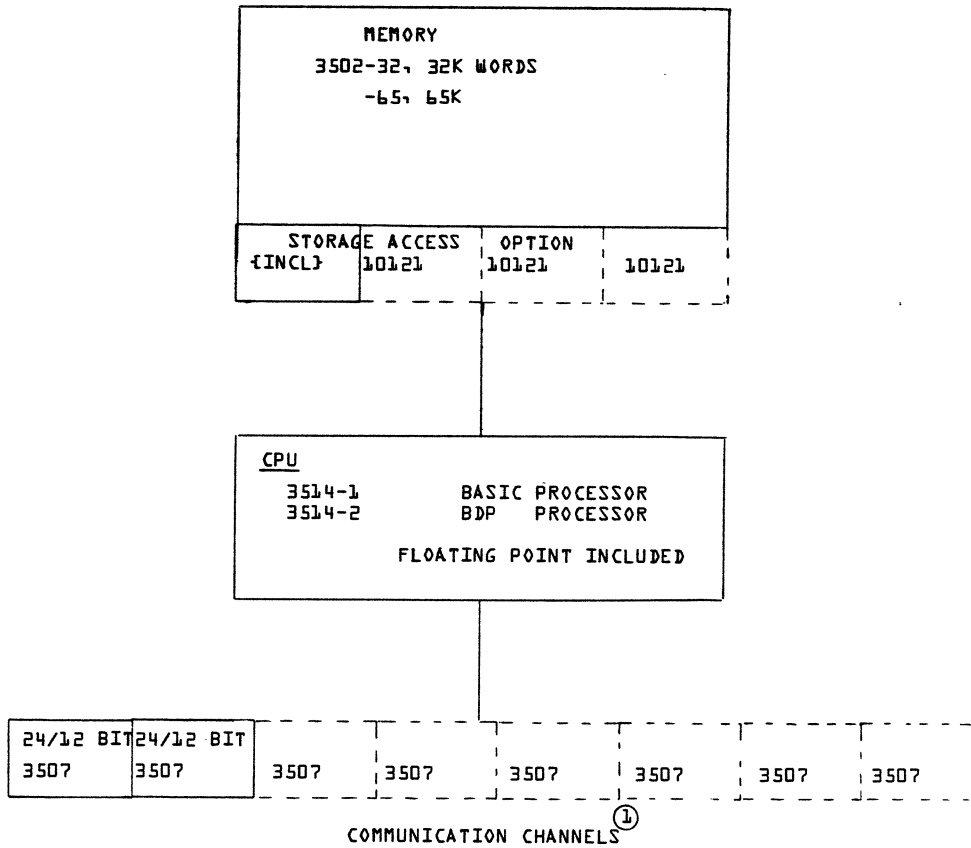 MEMORY
3502-32, 32K WORDS
-65, 65K
STORAGE ACCESS OPTION
{INCL} 10121 10121 10121
CPU
3514-1 BASIC PROCESSOR
3514-2 BDP PROCESSOR
FLOATING POINT INCLUDED
24/12 BIT 24/12 BIT
3507 3507 3507 3507 3507 3507 3507 3507
COMMUNICATION CHANNELS ①